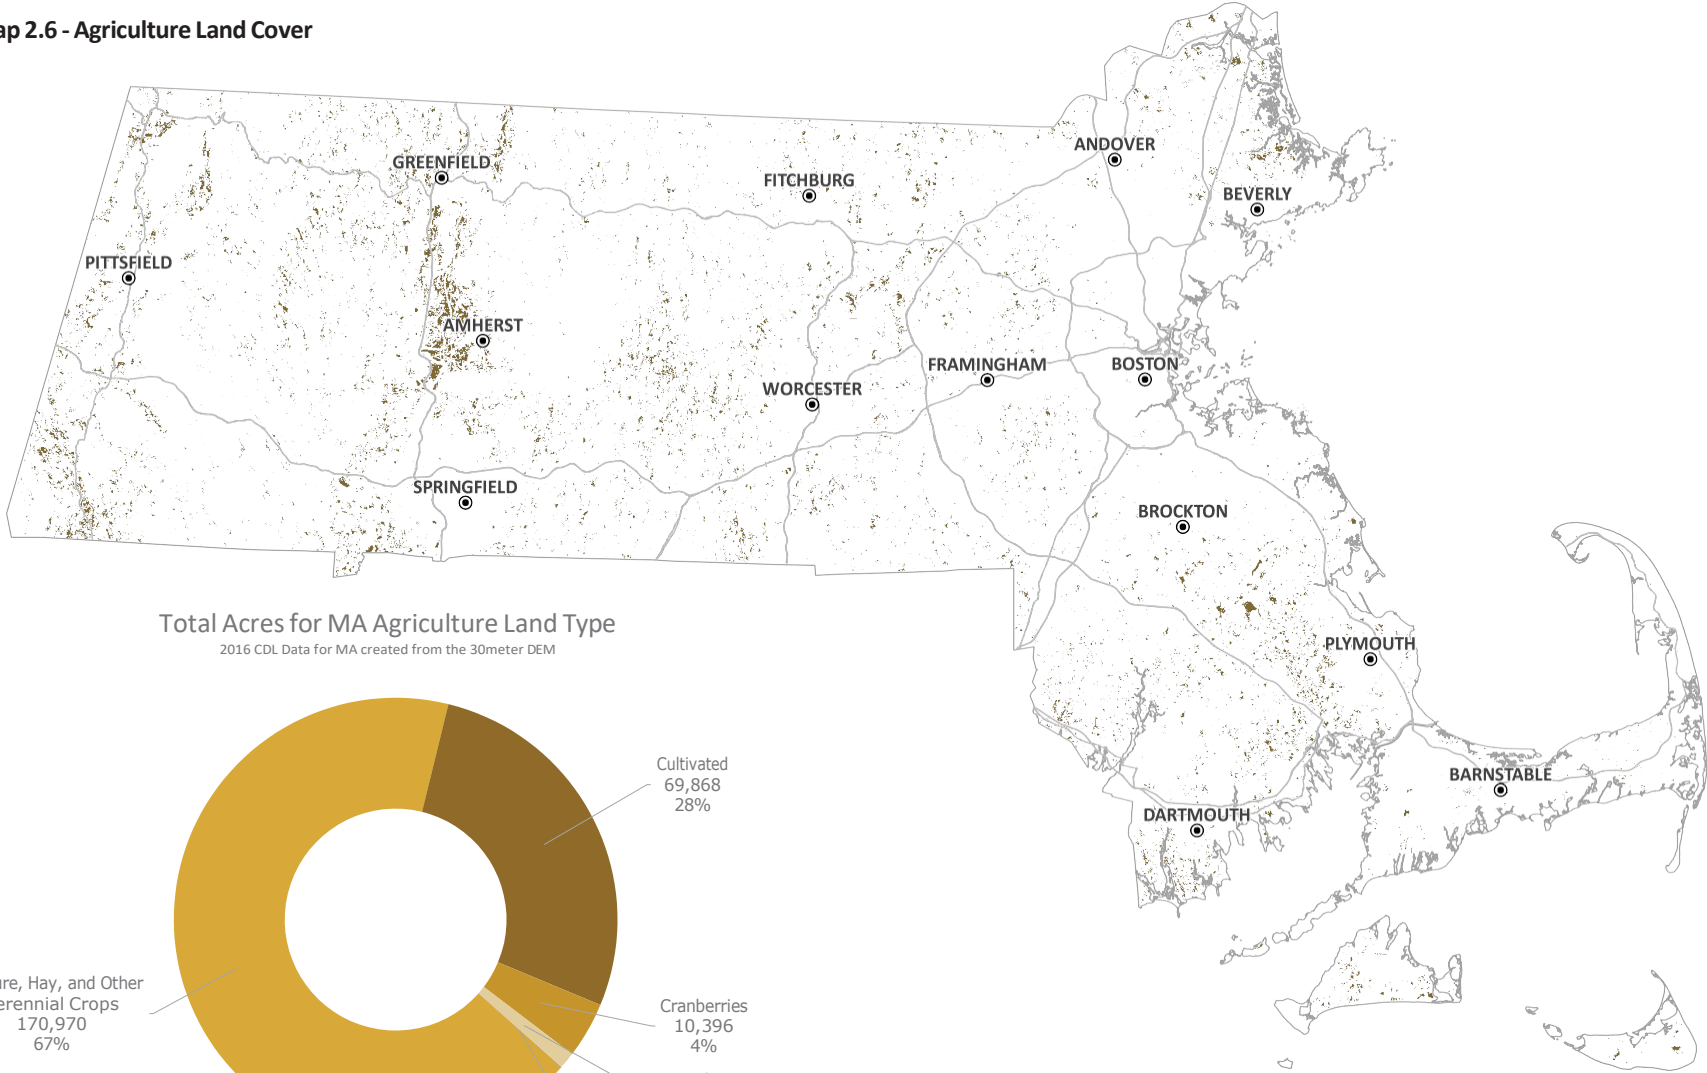 ap 2.6 - Agriculture Land Cover
ANDOVER
GREENFIELD
FITCHBURG
BEVERLY
PITTSFIELD
AMHERST
FRAMINGHAM
BOSTON
WORCESTER
SPRINGFIELD
BROCKTON
PLYMOUTH
BARNSTABLE
DARTMOUTH
Total Acres for MA Agriculture Land Type
2016 CDL Data for MA created from the 30meter DEM
Cultivated
69,868
28%
ure, Hay, and Other
erennial Crops
170,970
67%
Cranberries
10,396
4%